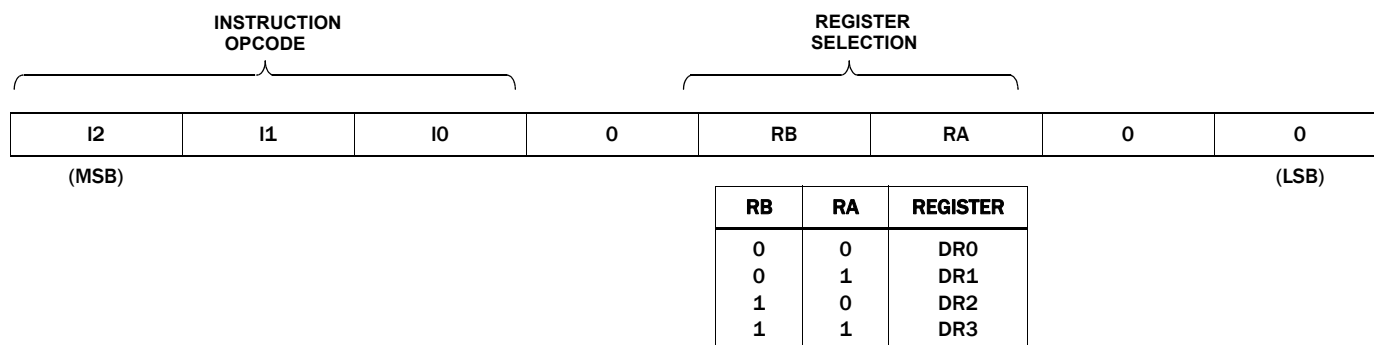 INSTRUCTION OPCODE
REGISTER SELECTION
I2 I1 I0 0 RB RA 0 0
(MSB) (LSB)
RB RA REGISTER
0 0 DR0
0 1 DR1
1 0 DR2
1 1 DR3